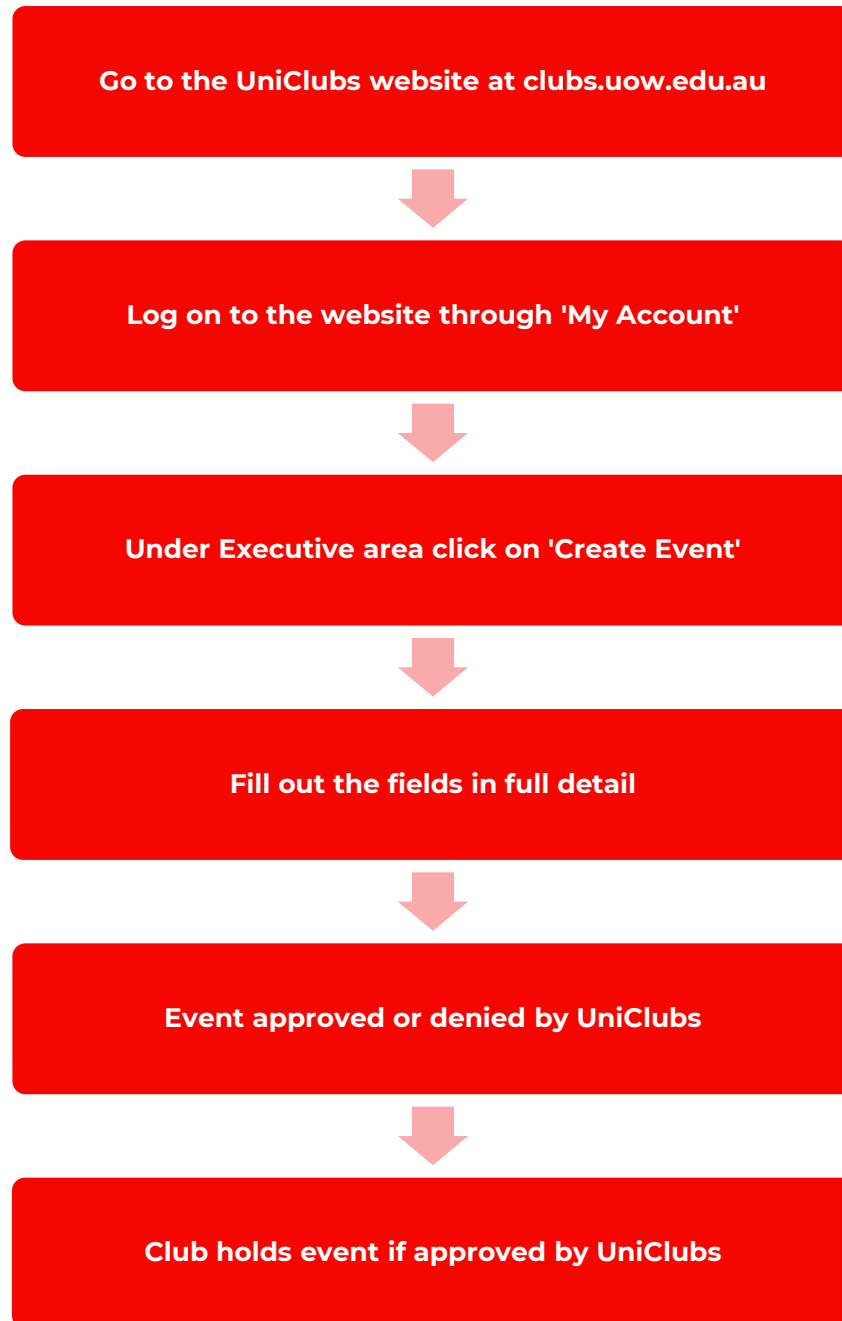 Go to the UniClubs website at clubs.uow.edu.au
Log on to the website through 'My Account'
Under Executive area click on 'Create Event'
Fill out the fields in full detail
Event approved or denied by UniClubs
Club holds event if approved by UniClubs